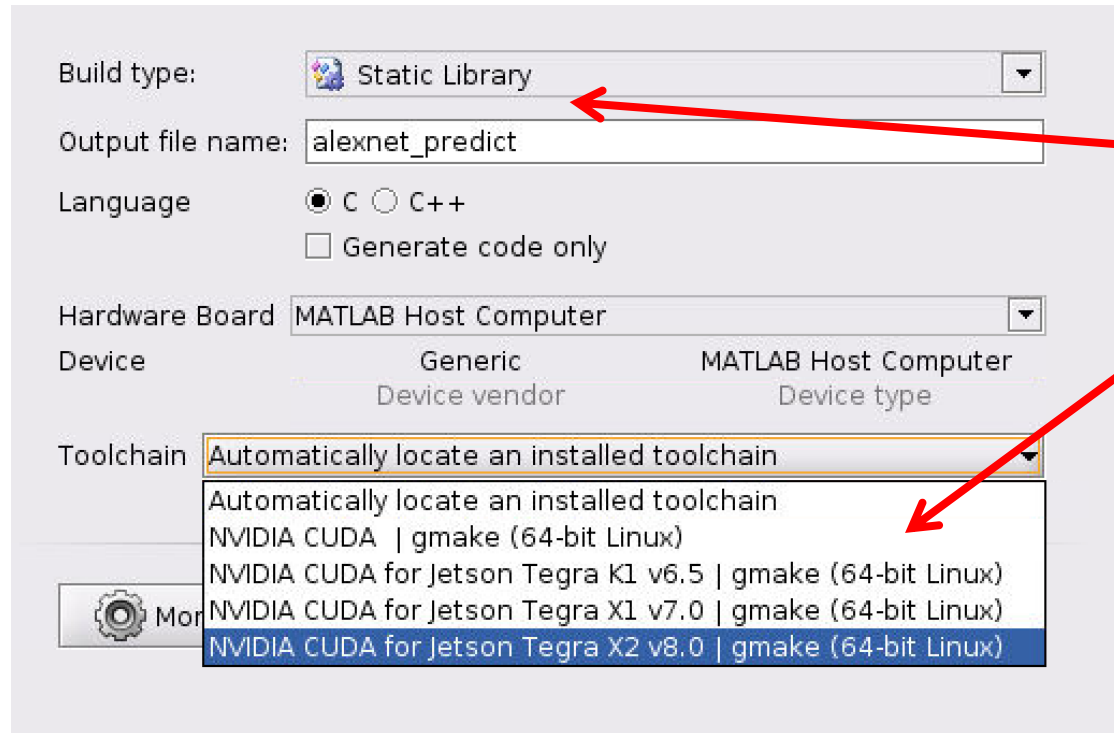 Build type: Static Library
Output file name: alexnet_predict
Language C C++
Generate code only
Hardware Board MATLAB Host Computer
Device Generic MATLAB Host Computer
Device vendor Device type
Toolchain Automatically locate an installed toolchain
Automatically locate an installed toolchain
NVIDIA CUDA | gmake (64-bit Linux)
NVIDIA CUDA for Jetson Tegra K1 v6.5 | gmake (64-bit Linux)
Mor NVIDIA CUDA for Jetson Tegra X1 v7.0 | gmake (64-bit Linux)
NVIDIA CUDA for Jetson Tegra X2 v8.0 | gmake (64-bit Linux)